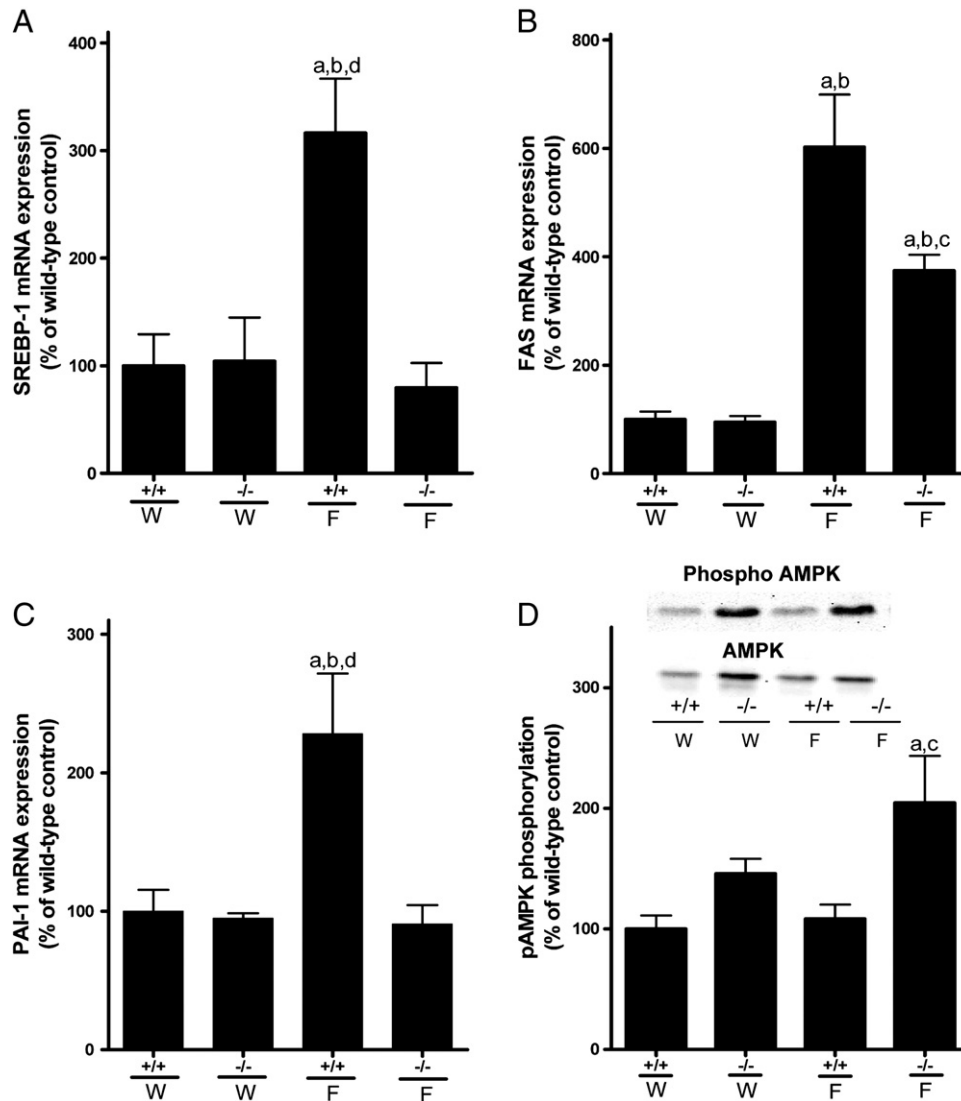 A
SREBP-1 mRNA expression
(% of wild-type control)
400
300
200
100
0
a,b,d
+/+ -/- +/+ -/-
W W F F
B
FAS mRNA expression
(% of wild-type control)
800
600
400
200
0
a,b
a,b,c
+/+ -/- +/+ -/-
W W F F
C
PAI-1 mRNA expression
(% of wild-type control)
300
200
100
0
a,b,d
+/+ -/- +/+ -/-
W W F F
D
Phospho AMPK
AMPK
+/+ -/- +/+ -/-
W W F F
pAMPK phosphorylation
(% of wild-type control)
300
200
100
0
a,c
+/+ -/- +/+ -/-
W W F F